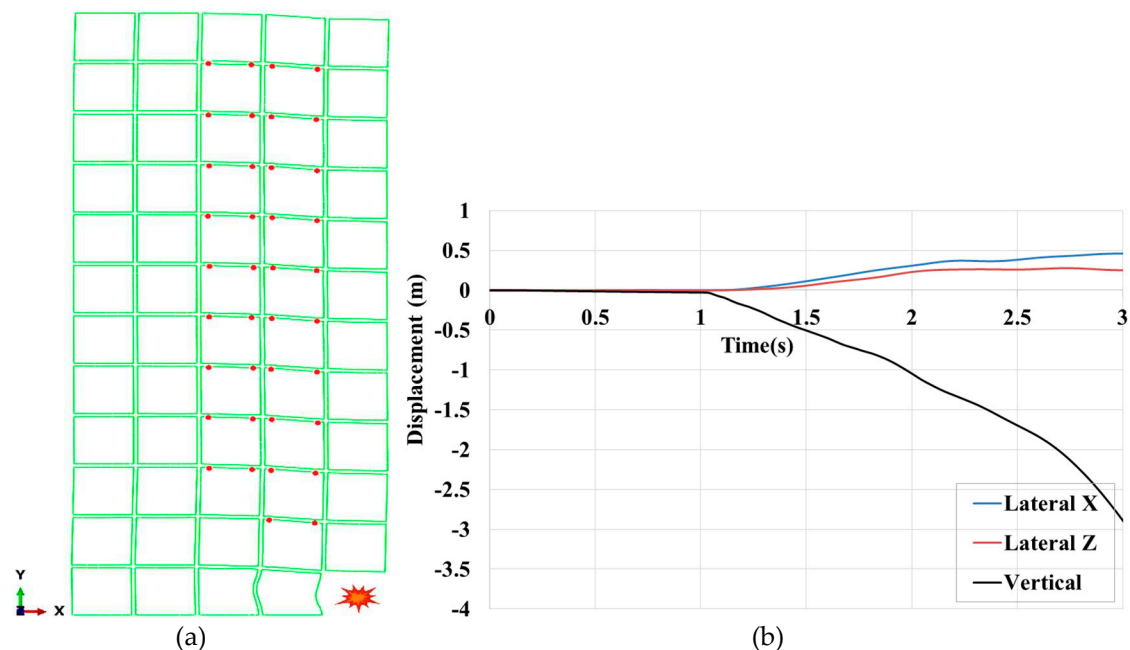 Y
Z
X
(a)
1
0.5
0
-0.5
-1
-1.5
-2
-2.5
-3
-3.5
-4
Displacement (m)
0
0.5
1
1.5
2
2.5
3
Time(s)
Lateral X
Lateral Z
Vertical
(b)